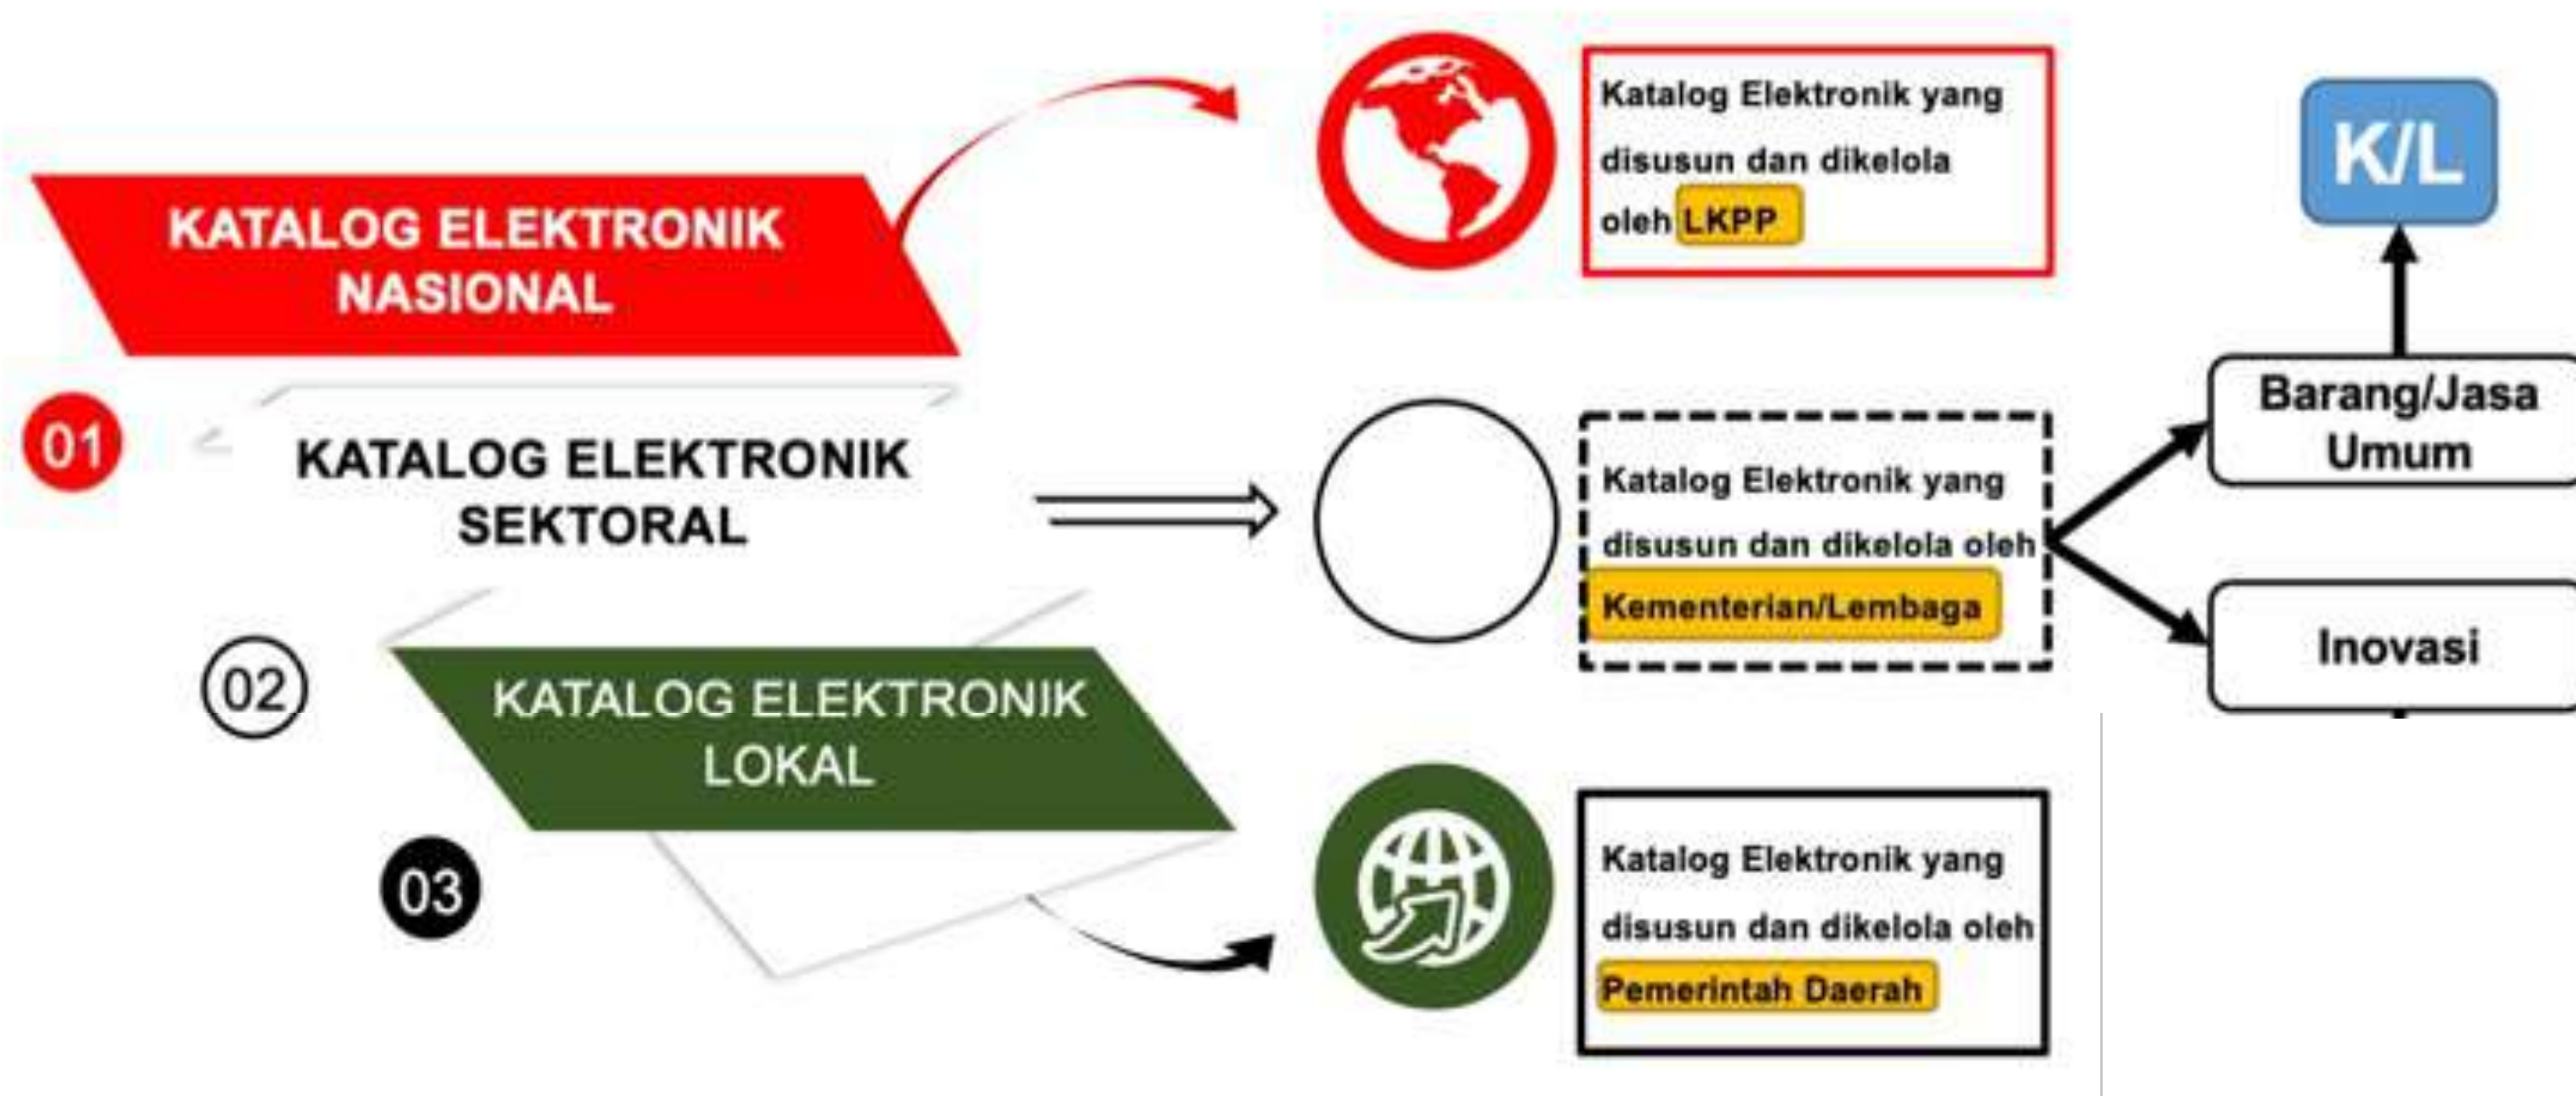 KATALOG ELEKTRONIK
NASIONAL
01
Katalog Elektronik yang
disusun dan dikelola
oleh LKPP
KATALOG ELEKTRONIK
SEKTORAL
02
Katalog Elektronik yang
disusun dan dikelola oleh
Kementerian/Lembaga
K/L
Barang/Jasa
Umum
Inovasi
KATALOG ELEKTRONIK
LOKAL
03
Katalog Elektronik yang
disusun dan dikelola oleh
Pemerintah Daerah